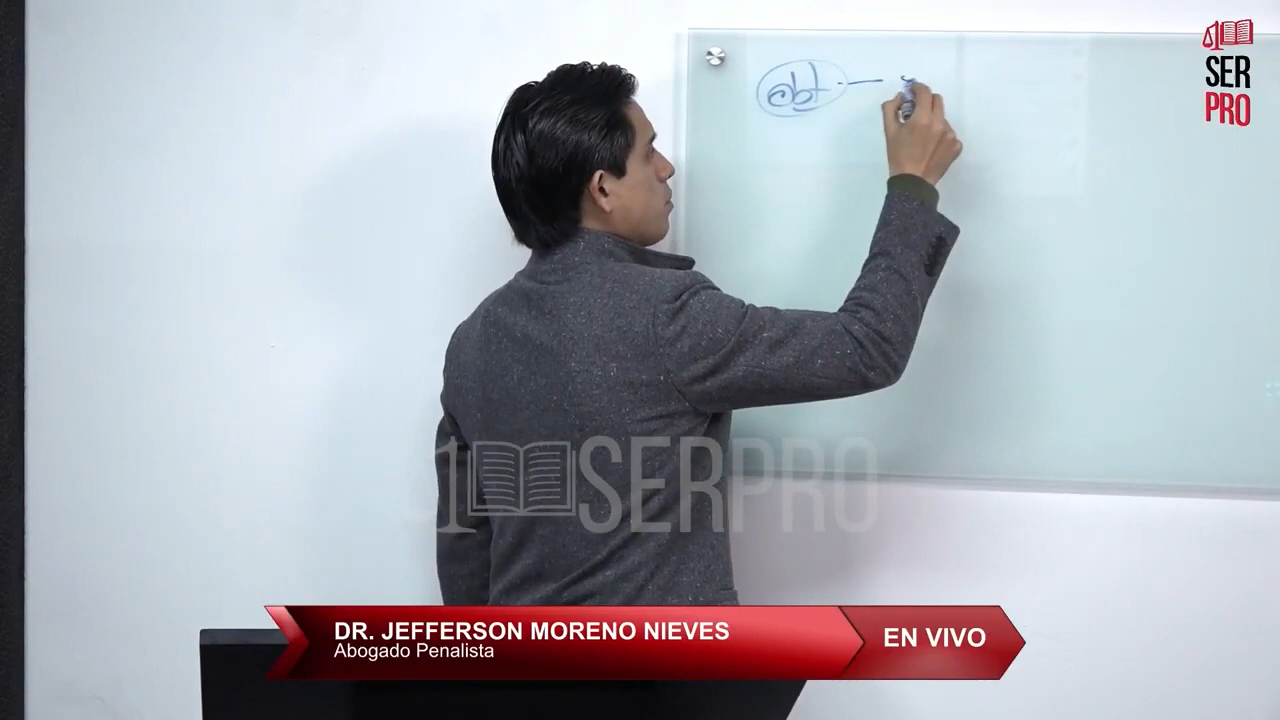 SER
PRO
SERPRO
DR. JEFFERSON MORENO NIEVES
Abogado Penalista
EN VIVO